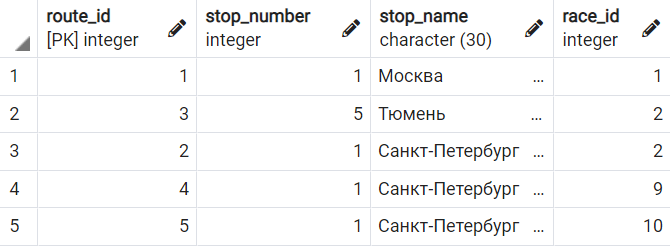 route_id stop_number stop_name race_id
[PK] integer integer character (30) integer
1 1 1 Москва ... 1
2 3 5 Тюмень ... 2
3 2 1 Санкт-Петербург ... 2
4 4 1 Санкт-Петербург ... 9
5 5 1 Санкт-Петербург ... 10